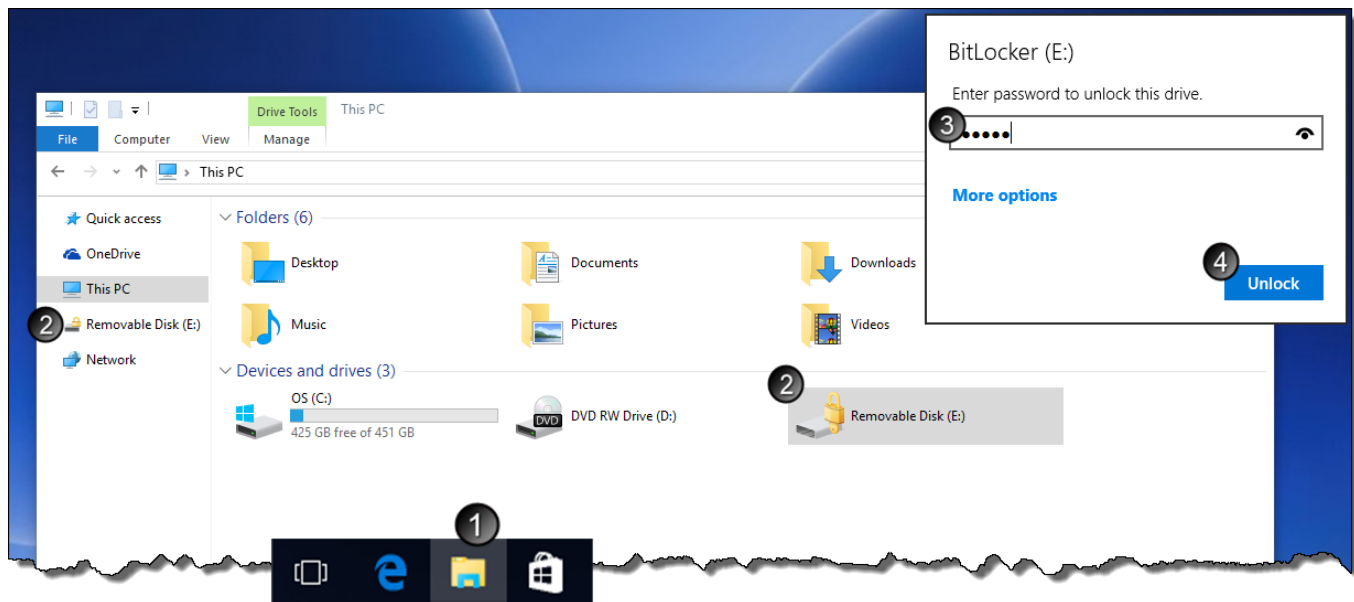 Drive Tools
This PC
File
Computer
View
Manage
This PC
Quick access
OneDrive
This PC
2
Removable Disk (E:)
Network
Folders (6)
Desktop
Documents
Downloads
Music
Pictures
Videos
Devices and drives (3)
OS (C:)
425 GB free of 451 GB
DVD
DVD RW Drive (D:)
2
Removable Disk (E:)
1
BitLocker (E:)
Enter password to unlock this drive.
3
More options
4
Unlock